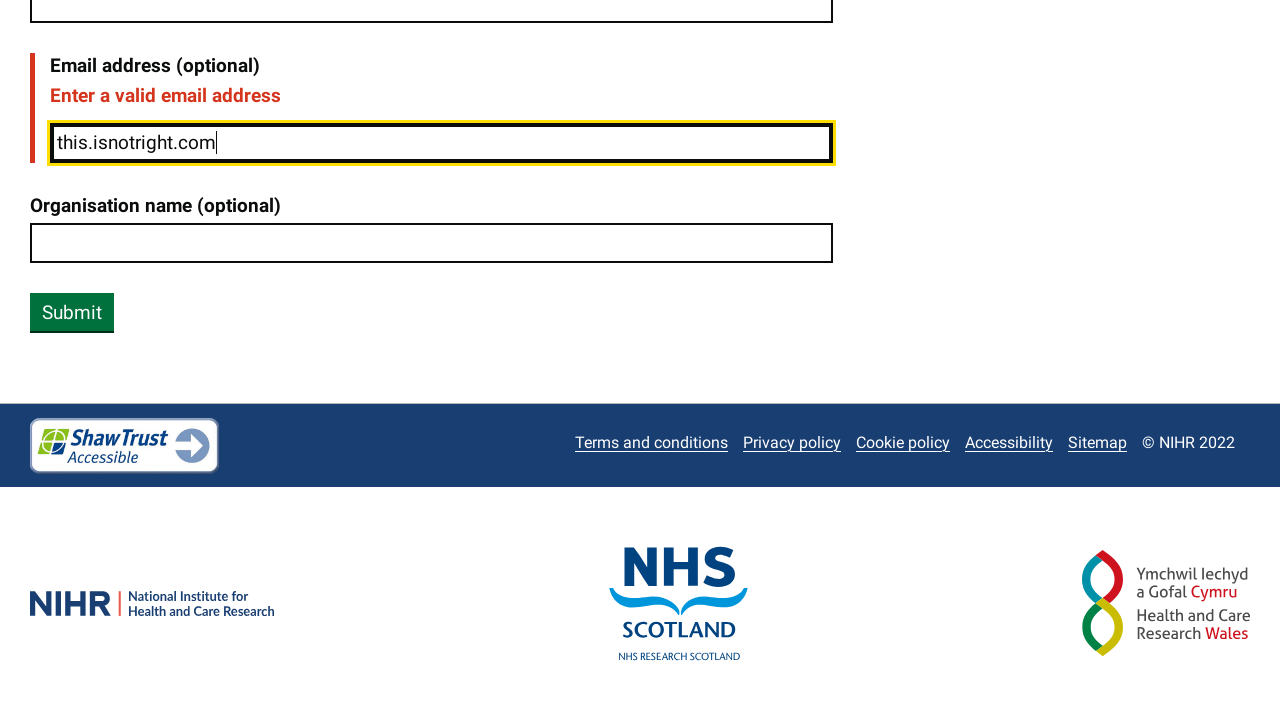 Email address (optional)
Enter a valid email address
this.isnotright.com
Organisation name (optional)
Submit
ShawTrust
Accessible
Terms and conditions Privacy policy Cookie policy Accessibility Sitemap © NIHR 2022
NIHR National Institute for
Health and Care Research
NHS
SCOTLAND
NHS RESEARCH SCOTLAND
Ymchwil Iechyd
a Gofal Cymru
Health and Care
Research Wales